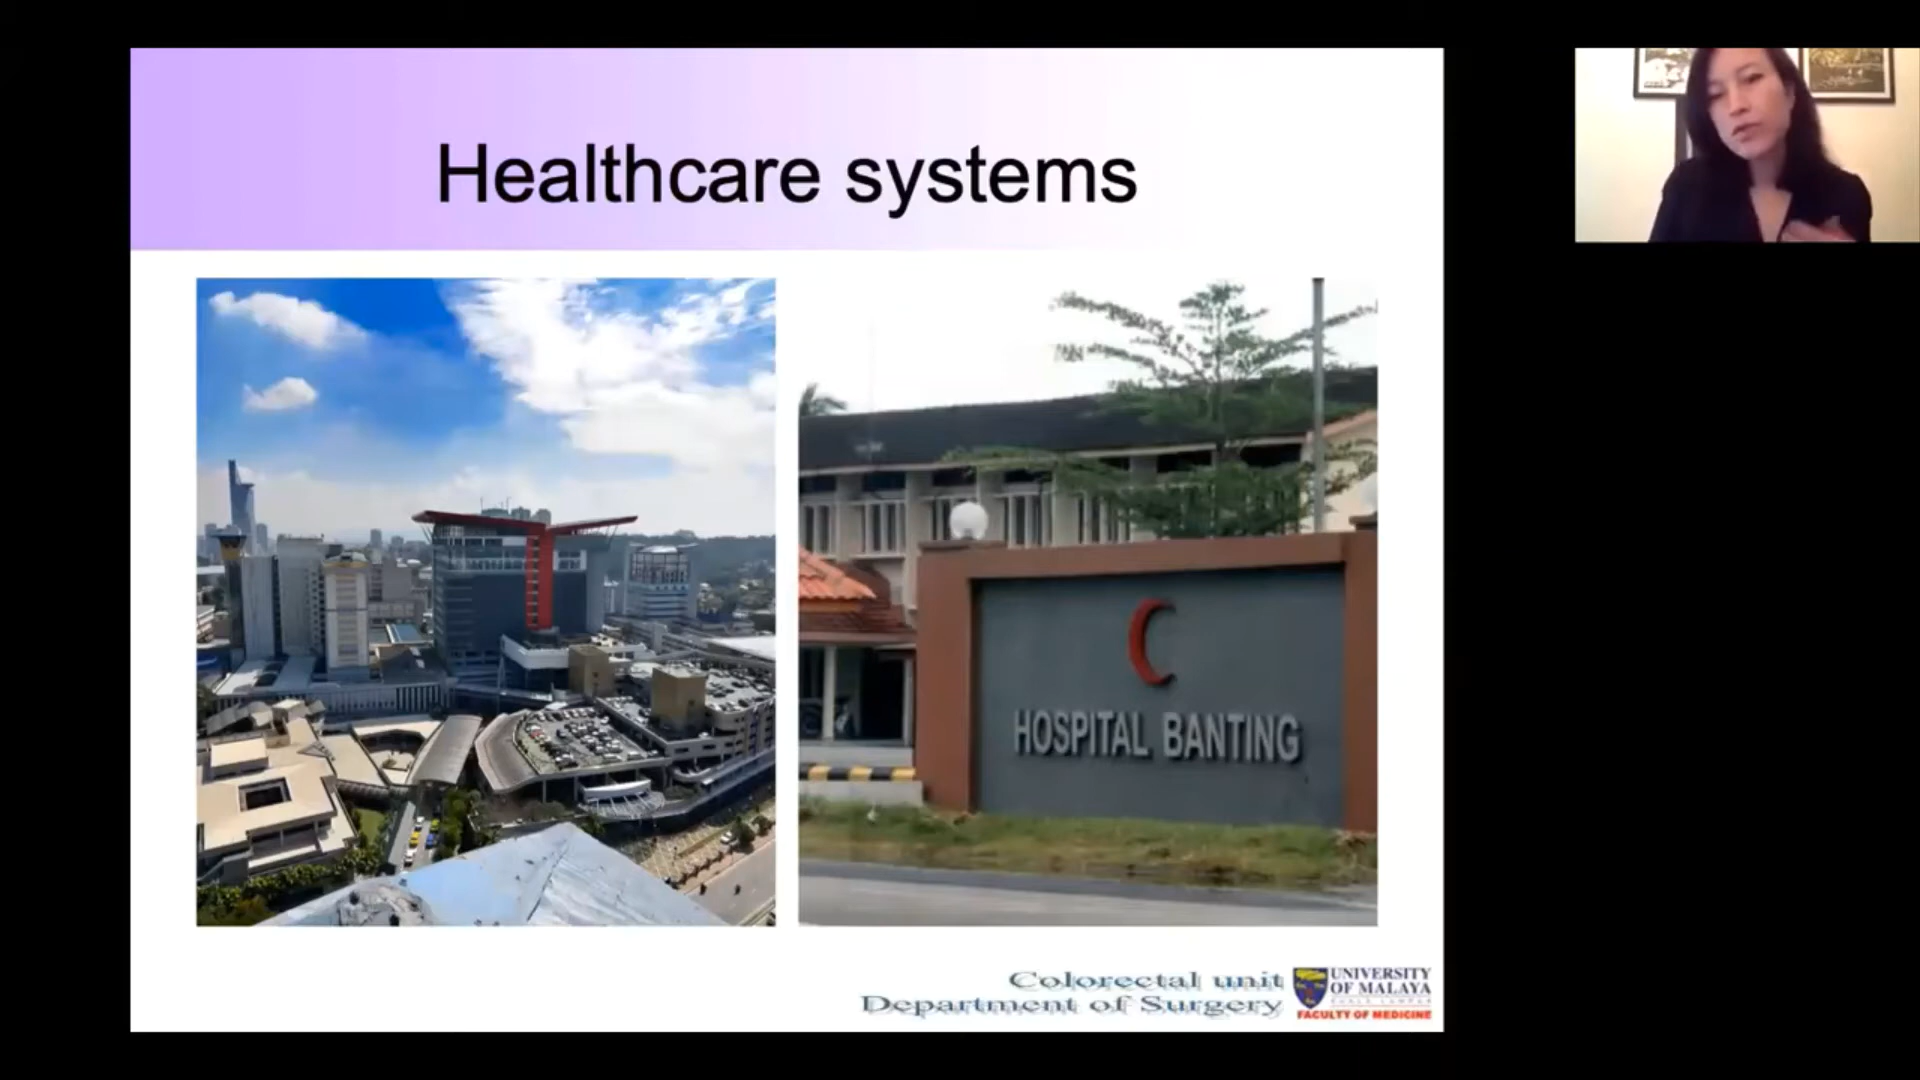 Healthcare systems
HOSPITAL BANTING
Colorectal unit
Department of Surgery
UNIVERSITY
OF MALAYA
FACULTY OF MEDICINE